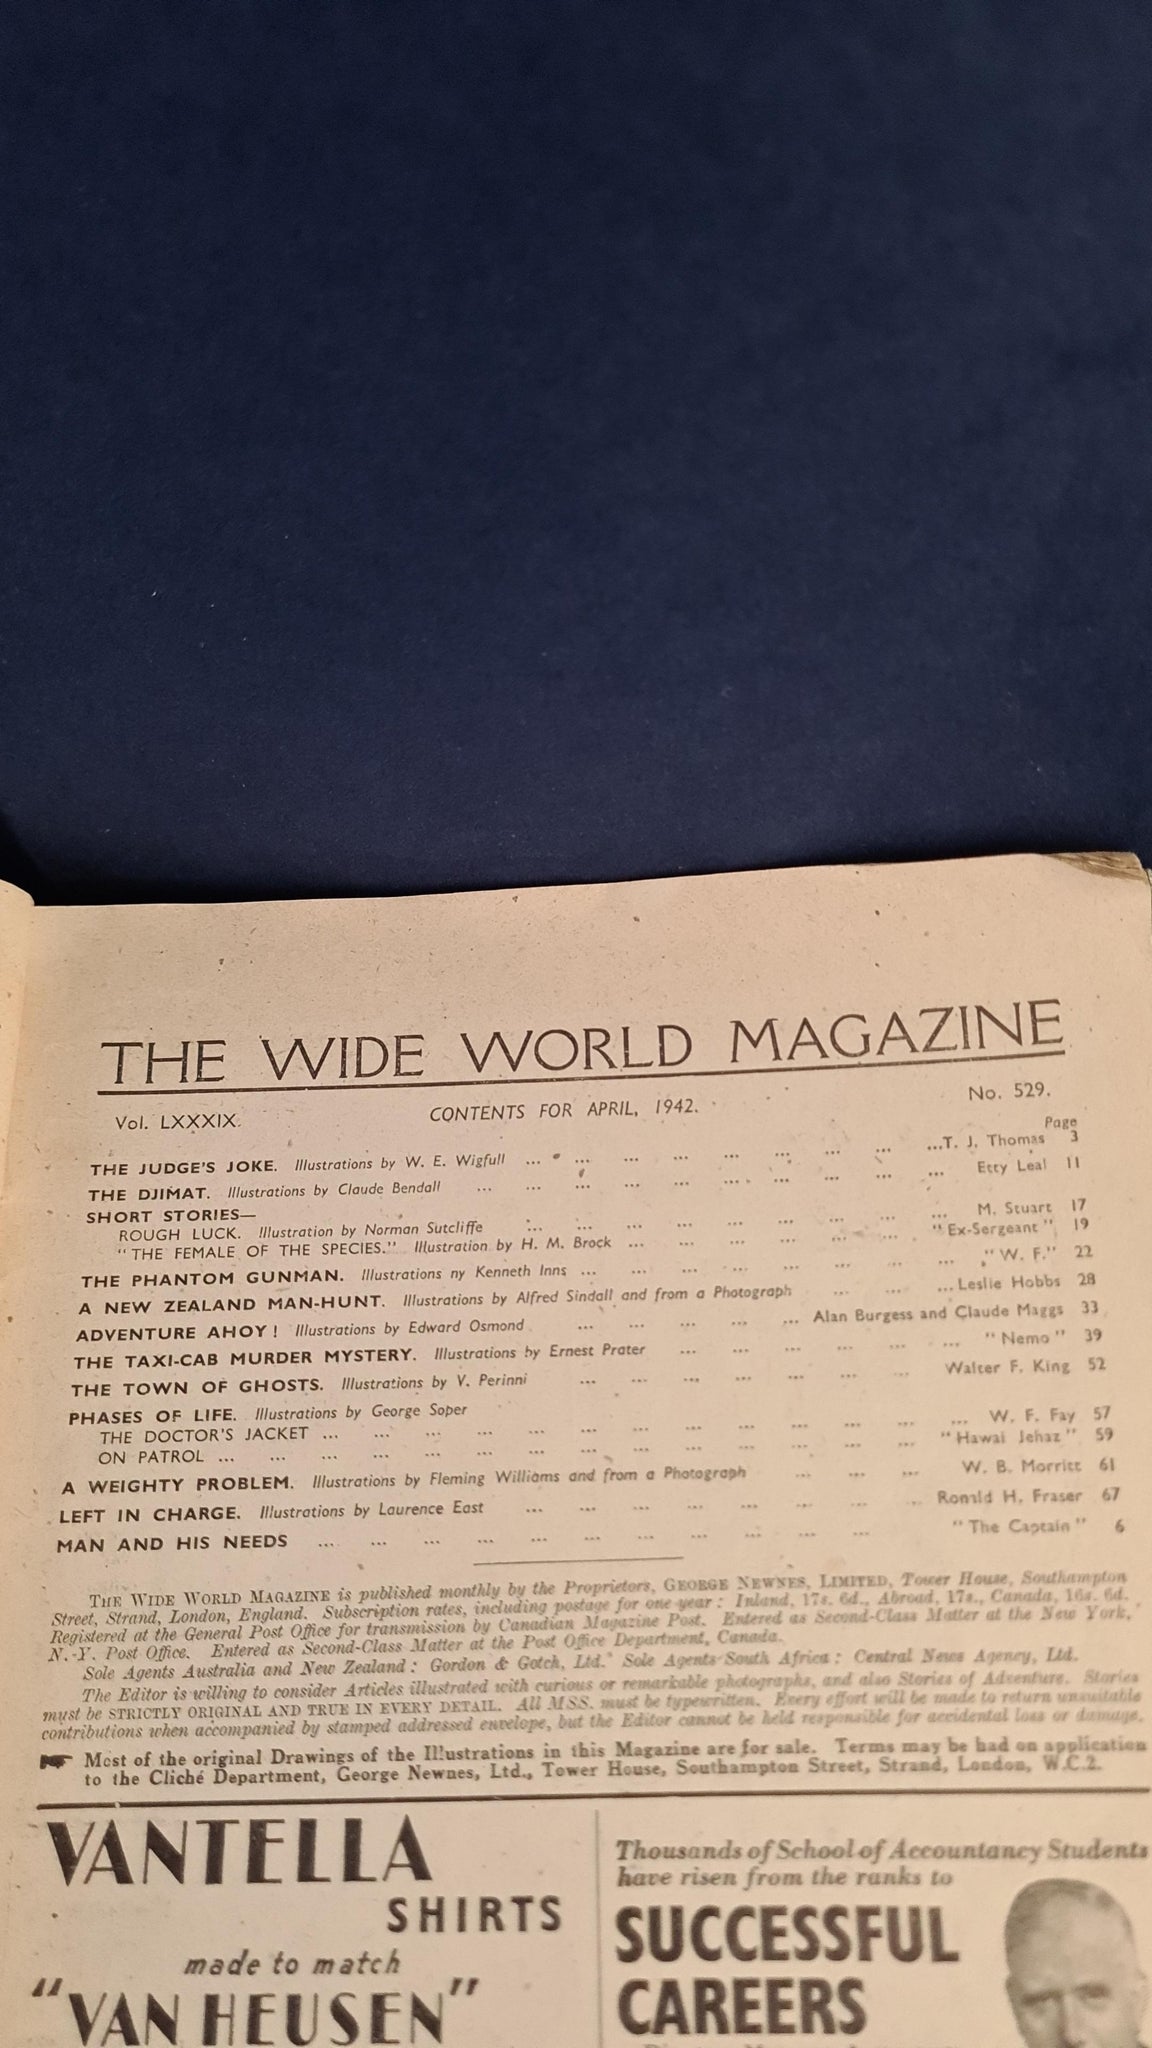 THE WIDE WORLD MAGAZINE
Vol. LXXXIX. CONTENTS FOR APRIL, 1942. No. 529.
Page
THE JUDGE'S JOKE. Illustrations by W. E. Wigfull ... ... ... ... ... ... ... ... ...T. J. Thomas 3
THE DJIMAT. Illustrations by Claude Bendall ... ... ... ... ... ... ... ... ... ... Etty Leal 11
SHORT STORIES—
ROUGH LUCK. Illustration by Norman Sutcliffe ... ... ... ... ... ... ... ... ... M. Stuart 17
"THE FEMALE OF THE SPECIES." Illustration by H. M. Brock ... ... ... ... ... ... "Ex-Sergeant" 19
THE PHANTOM GUNMAN. Illustrations ny Kenneth Inns ... ... ... ... ... ... ... "W. F." 22
A NEW ZEALAND MAN-HUNT. Illustrations by Alfred Sindall and from a Photograph ... ... ...Leslie Hobbs 28
ADVENTURE AHOY! Illustrations by Edward Osmond ... ... ... ... ... Alan Burgess and Claude Maggs 33
THE TAXI-CAB MURDER MYSTERY. Illustrations by Ernest Prater ... ... ... ... ... ... "Nemo" 39
THE TOWN OF GHOSTS. Illustrations by V. Perinni ... ... ... ... ... ... ... Walter F. King 52
PHASES OF LIFE. Illustrations by George Soper
THE DOCTOR'S JACKET ... ... ... ... ... ... ... ... ... ... ... ... ... W. F. Fay 57
ON PATROL ... ... ... ... ... ... ... ... ... ... ... ... ... ... "Hawai Jehaz" 59
A WEIGHTY PROBLEM. Illustrations by Fleming Williams and from a Photograph ... ... ... W. B. Morritt 61
LEFT IN CHARGE. Illustrations by Laurence East ... ... ... ... ... ... ... ... Ronald H. Fraser 67
MAN AND HIS NEEDS ... ... ... ... ... ... ... ... ... ... ... "The Captain" 6
THE WIDE WORLD MAGAZINE is published monthly by the Proprietors, GEORGE NEWNES, LIMITED, Tower House, Southampton
Street, Strand, London, England. Subscription rates, including postage for one year: Inland, 17s. 6d., Abroad, 17s., Canada, 16s. 6d.
Registered at the General Post Office for transmission by Canadian Magazine Post. Entered as Second-Class Matter at the New York,
N.-Y. Post Office. Entered as Second-Class Matter at the Post Office Department, Canada.
Sole Agents Australia and New Zealand: Gordon & Gotch, Ltd. Sole Agents South Africa: Central News Agency, Ltd.
The Editor is willing to consider Articles illustrated with curious or remarkable photographs, and also Stories of Adventure. Stories
must be STRICTLY ORIGINAL AND TRUE IN EVERY DETAIL. All MSS. must be typewritten. Every effort will be made to return unsuitable
contributions when accompanied by stamped addressed envelope, but the Editor cannot be held responsible for accidental loss or damage.
Most of the original Drawings of the Illustrations in this Magazine are for sale. Terms may be had on application
to the Cliché Department, George Newnes, Ltd., Tower House, Southampton Street, Strand, London, W.C.2.
VANTELLA
SHIRTS
made to match
"VAN HEUSEN"
Thousands of School of Accountancy Students
have risen from the ranks to
SUCCESSFUL
CAREERS